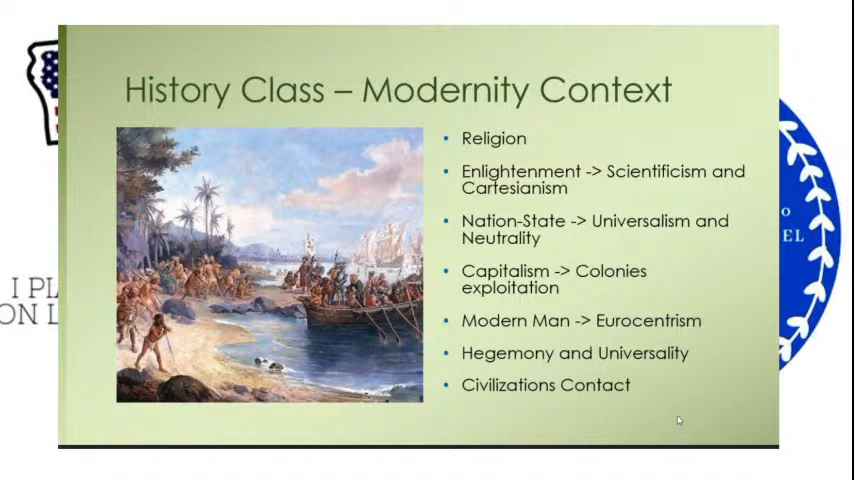 History Class – Modernity Context
• Religion
• Enlightenment -> Scientificism and
Cartesianism
• Nation-State -> Universalism and
Neutrality
• Capitalism -> Colonies
exploitation
• Modern Man -> Eurocentrism
• Hegemony and Universality
• Civilizations Contact
I PL
ON L
O
EL